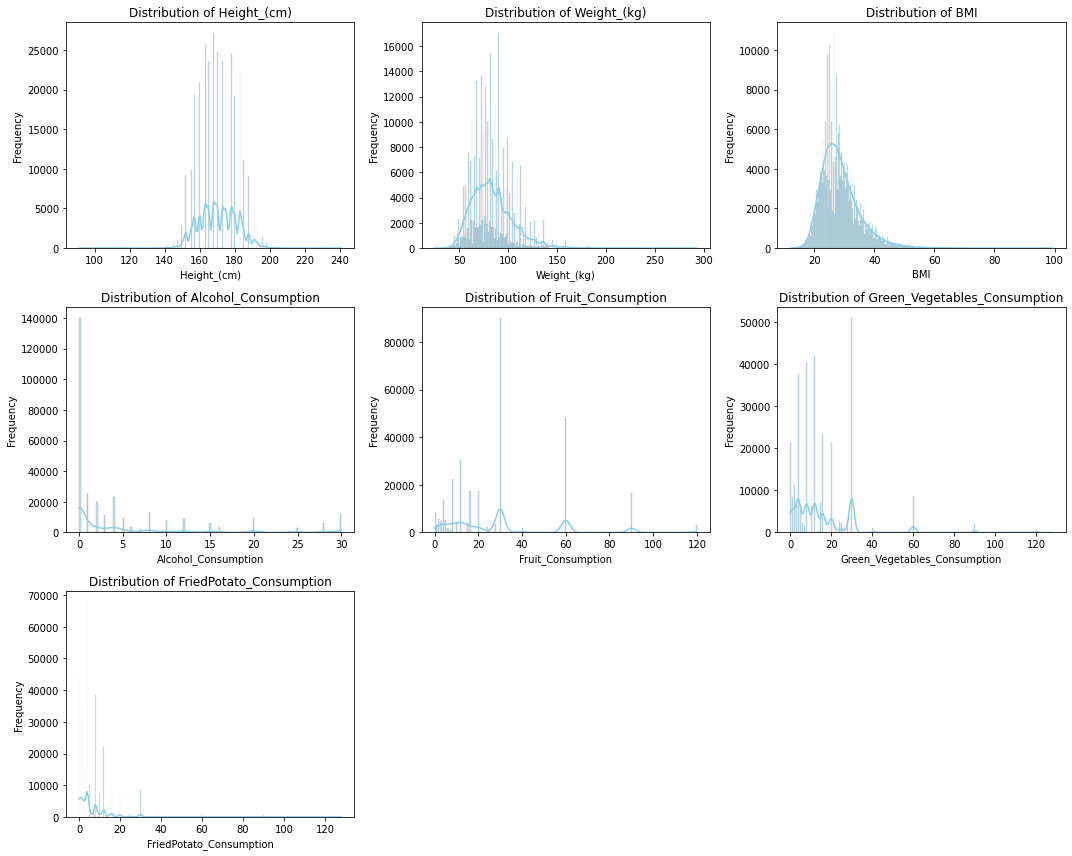 Distribution of Height_(cm)
Frequency
25000
20000
15000
10000
5000
0
100 120 140 160 180 200 220 240
Height_(cm)
Distribution of Weight_(kg)
Frequency
16000
14000
12000
10000
8000
6000
4000
2000
0
50 100 150 200 250 300
Weight_(kg)
Distribution of BMI
Frequency
10000
8000
6000
4000
2000
0
20 40 60 80 100
BMI
Distribution of Alcohol_Consumption
Frequency
140000
120000
100000
80000
60000
40000
20000
0
0 5 10 15 20 25 30
Alcohol_Consumption
Distribution of Fruit_Consumption
Frequency
80000
60000
40000
20000
0
0 20 40 60 80 100 120
Fruit_Consumption
Distribution of Green_Vegetables_Consumption
Frequency
50000
40000
30000
20000
10000
0
0 20 40 60 80 100 120
Green_Vegetables_Consumption
Distribution of FriedPotato_Consumption
Frequency
70000
60000
50000
40000
30000
20000
10000
0
0 20 40 60 80 100 120
FriedPotato_Consumption